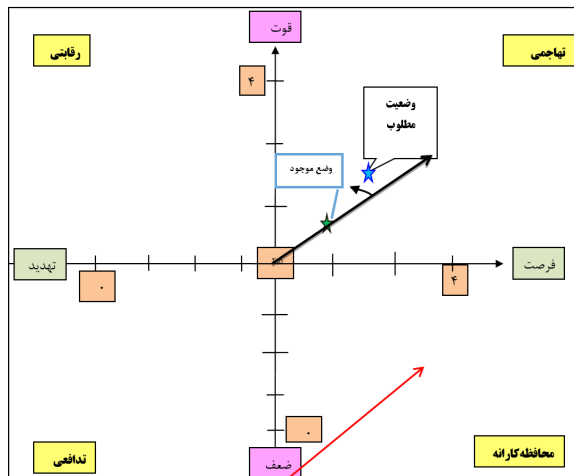 قوت
رقابتی
تهاجمی
۴
وضعیت
مطلوب
وضع موجود
تهدید
فرصت
۰
۴
۰
تدافعی
ضعف
محافظه‌کارانه